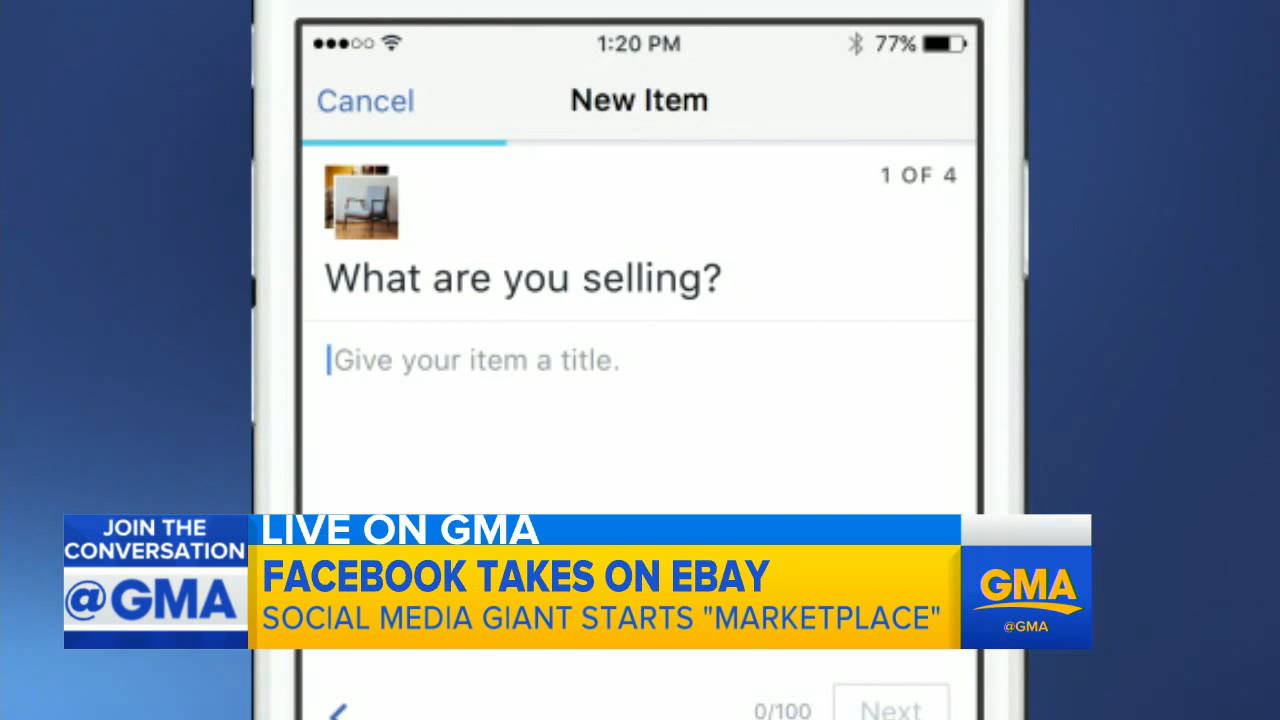 1:20 PM
77%
Cancel
New Item
1 OF 4
What are you selling?
Give your item a title.
JOIN THE
CONVERSATION
@GMA
LIVE ON GMA
FACEBOOK TAKES ON EBAY
SOCIAL MEDIA GIANT STARTS "MARKETPLACE"
GMA
@GMA
0/100
Next